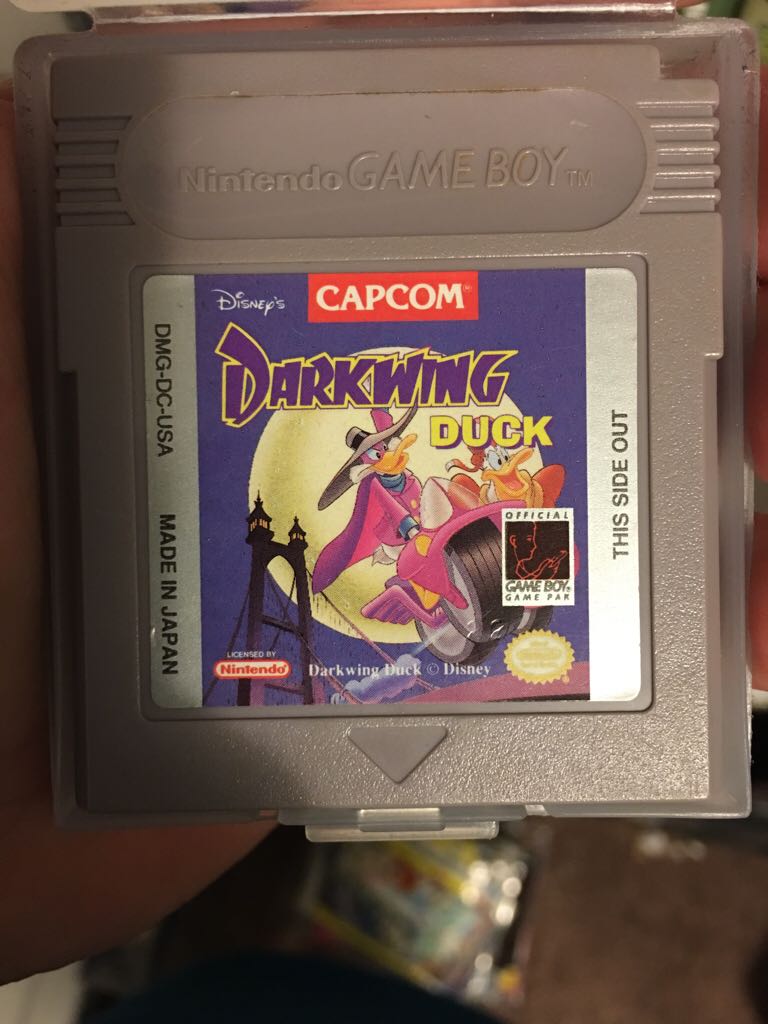 Nintendo GAME BOY TM
Disney's
CAPCOM®
DARKWING
DUCK
DMG-DC-USA
MADE IN JAPAN
THIS SIDE OUT
OFFICIAL
GAME BOY®
GAME PAK
LICENSED BY
Nintendo®
Darkwing Duck © Disney